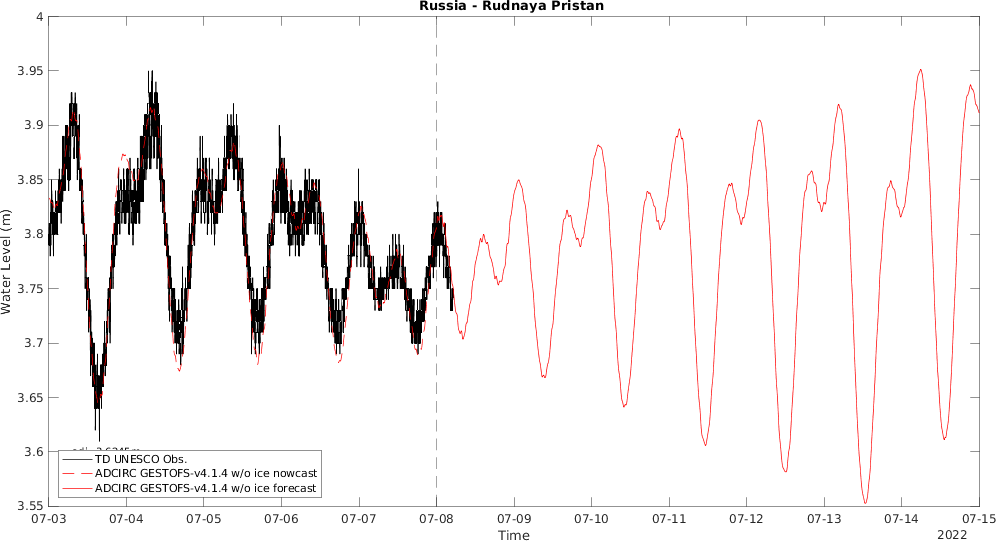 Russia - Rudnaya Pristan
4
3.95
3.9
3.85
3.8
3.75
3.7
3.65
3.6
3.55
Water Level (m)
TD UNESCO Obs.
ADCIRC GESTOFS-v4.1.4 w/o ice nowcast
ADCIRC GESTOFS-v4.1.4 w/o ice forecast
07-03 07-04 07-05 07-06 07-07 07-08 07-09 07-10 07-11 07-12 07-13 07-14 07-15
Time
2022